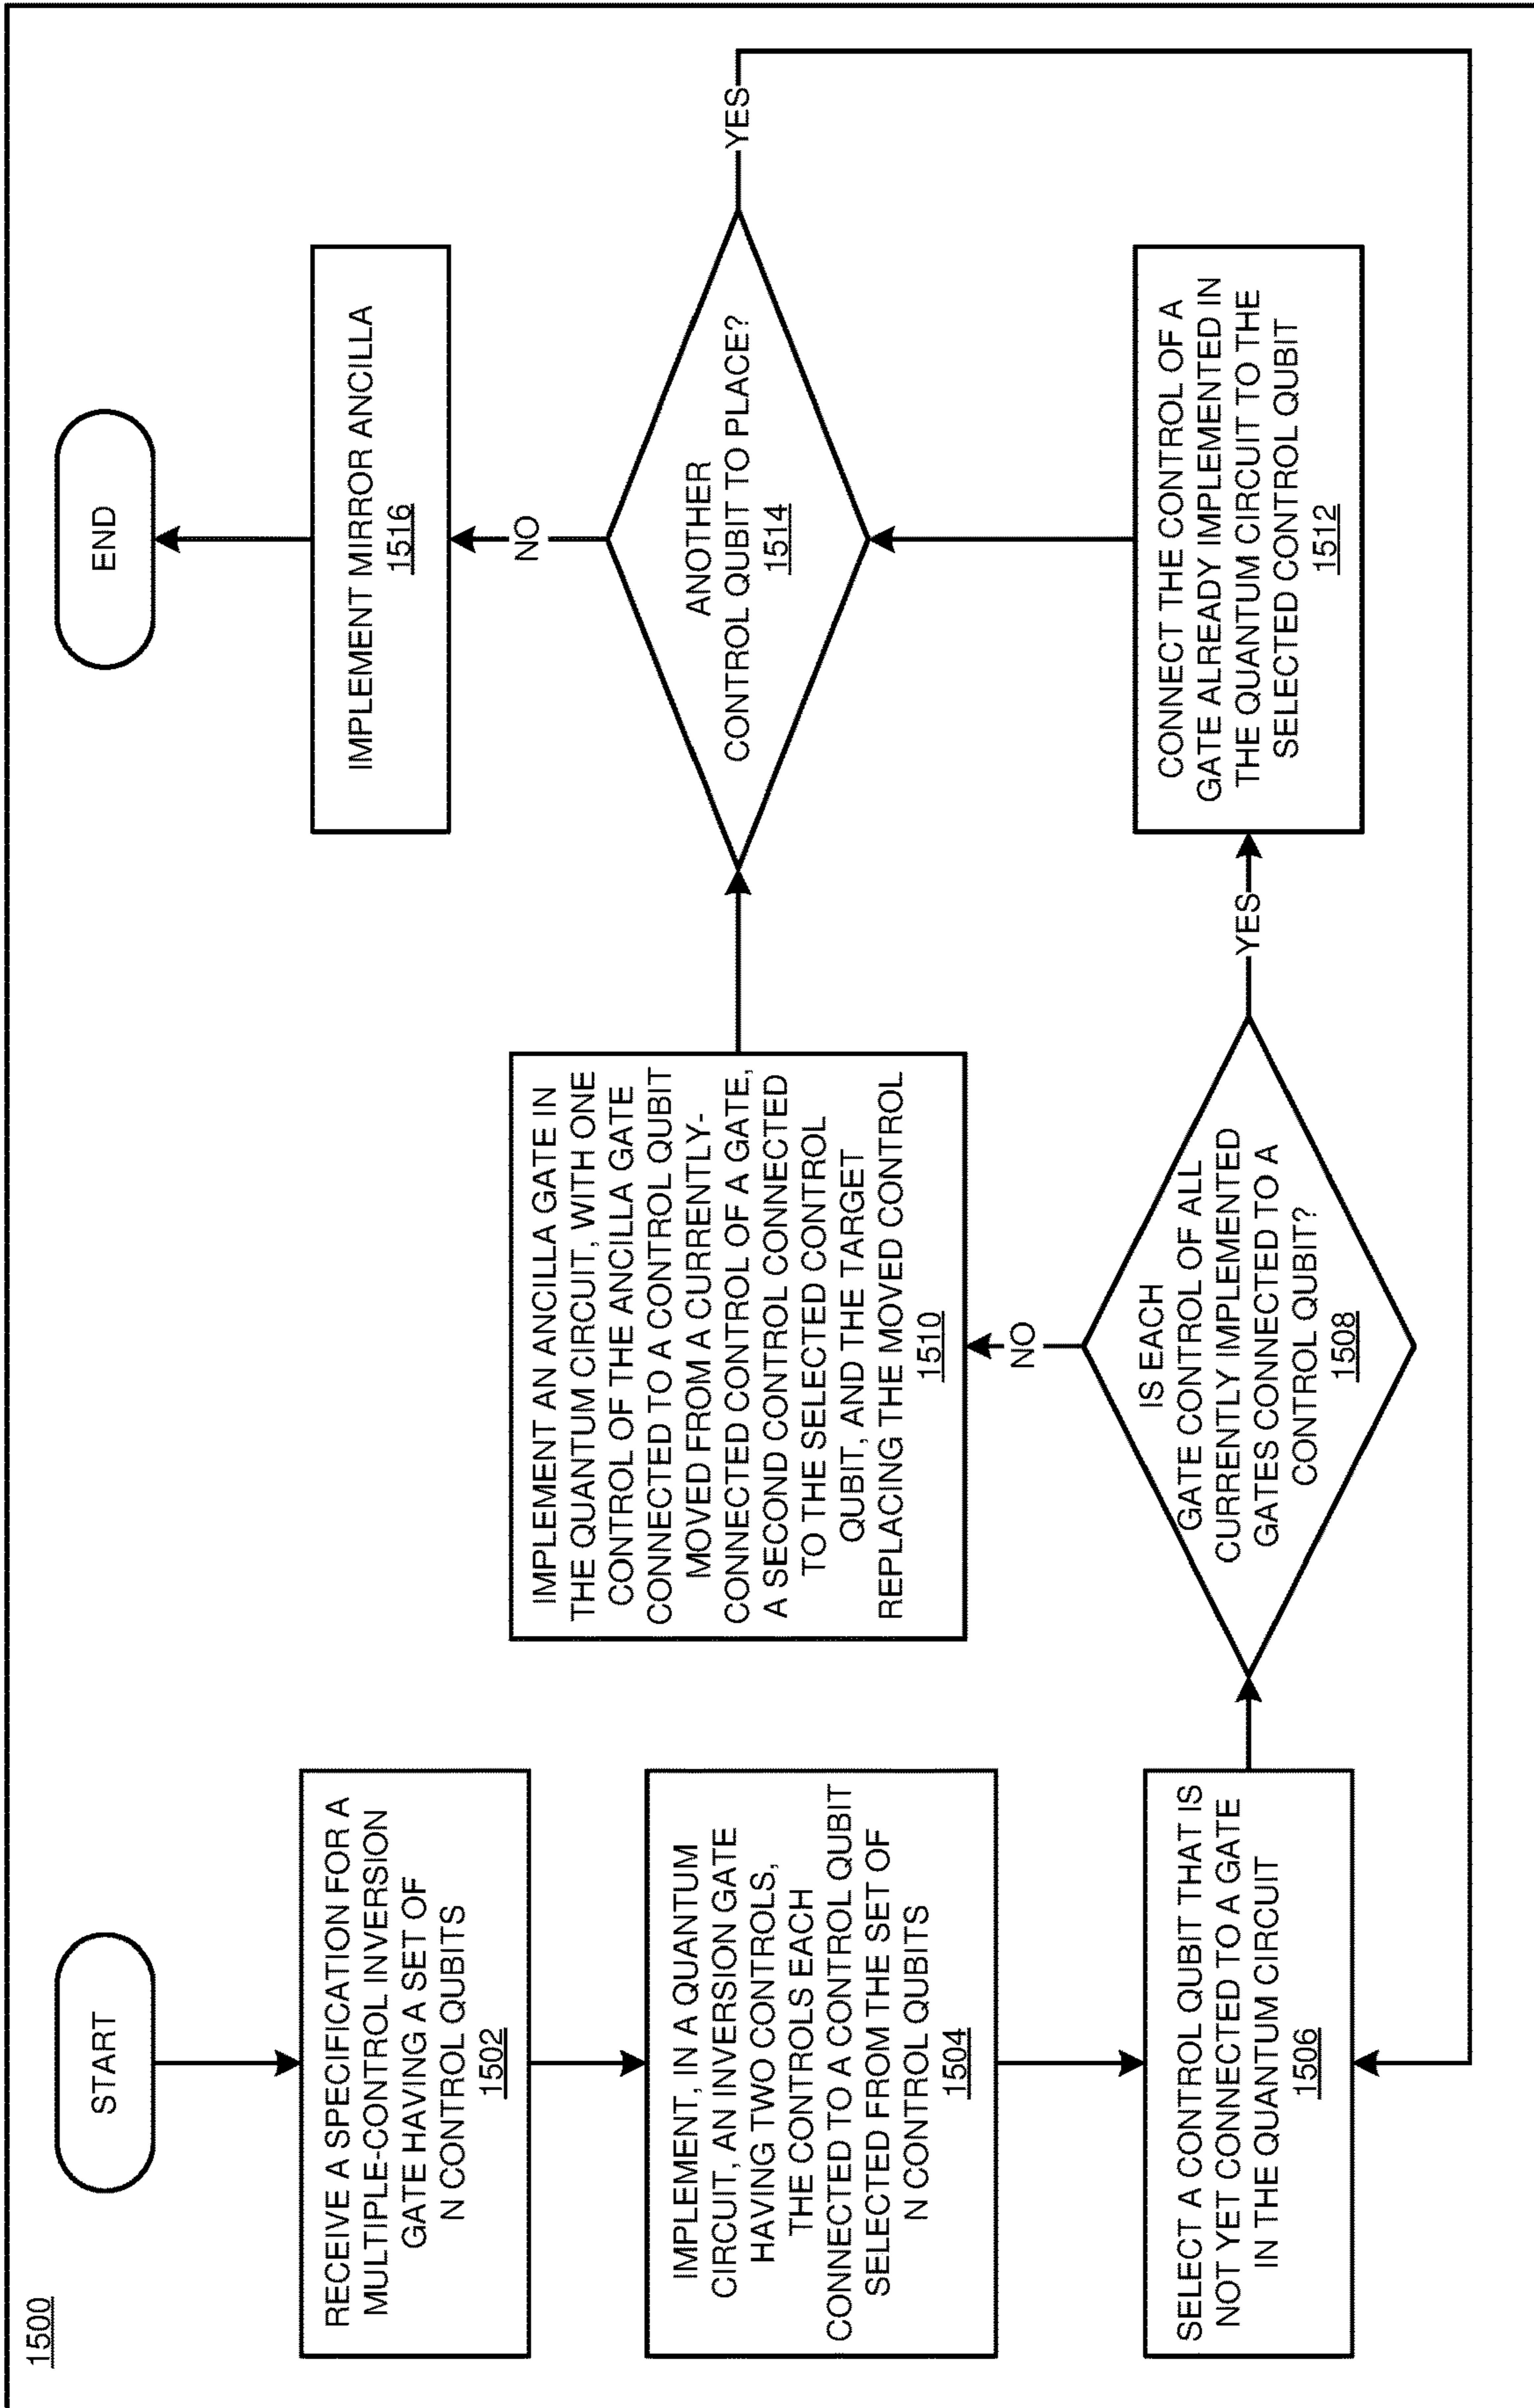 1500
START
RECEIVE A SPECIFICATION FOR A
MULTIPLE-CONTROL INVERSION
GATE HAVING A SET OF
N CONTROL QUBITS
1502
IMPLEMENT, IN A QUANTUM
CIRCUIT, AN INVERSION GATE
HAVING TWO CONTROLS,
THE CONTROLS EACH
CONNECTED TO A CONTROL QUBIT
SELECTED FROM THE SET OF
N CONTROL QUBITS
1504
SELECT A CONTROL QUBIT THAT IS
NOT YET CONNECTED TO A GATE
IN THE QUANTUM CIRCUIT
1506
IS EACH
GATE CONTROL OF ALL
CURRENTLY IMPLEMENTED
GATES CONNECTED TO A
CONTROL QUBIT?
1508
NO
YES
IMPLEMENT AN ANCILLA GATE IN
THE QUANTUM CIRCUIT, WITH ONE
CONTROL OF THE ANCILLA GATE
CONNECTED TO A CONTROL QUBIT
MOVED FROM A CURRENTLY-
CONNECTED CONTROL OF A GATE,
A SECOND CONTROL CONNECTED
TO THE SELECTED CONTROL
QUBIT, AND THE TARGET
REPLACING THE MOVED CONTROL
1510
CONNECT THE CONTROL OF A
GATE ALREADY IMPLEMENTED IN
THE QUANTUM CIRCUIT TO THE
SELECTED CONTROL QUBIT
1512
ANOTHER
CONTROL QUBIT TO PLACE?
1514
YES
NO
IMPLEMENT MIRROR ANCILLA
1516
END